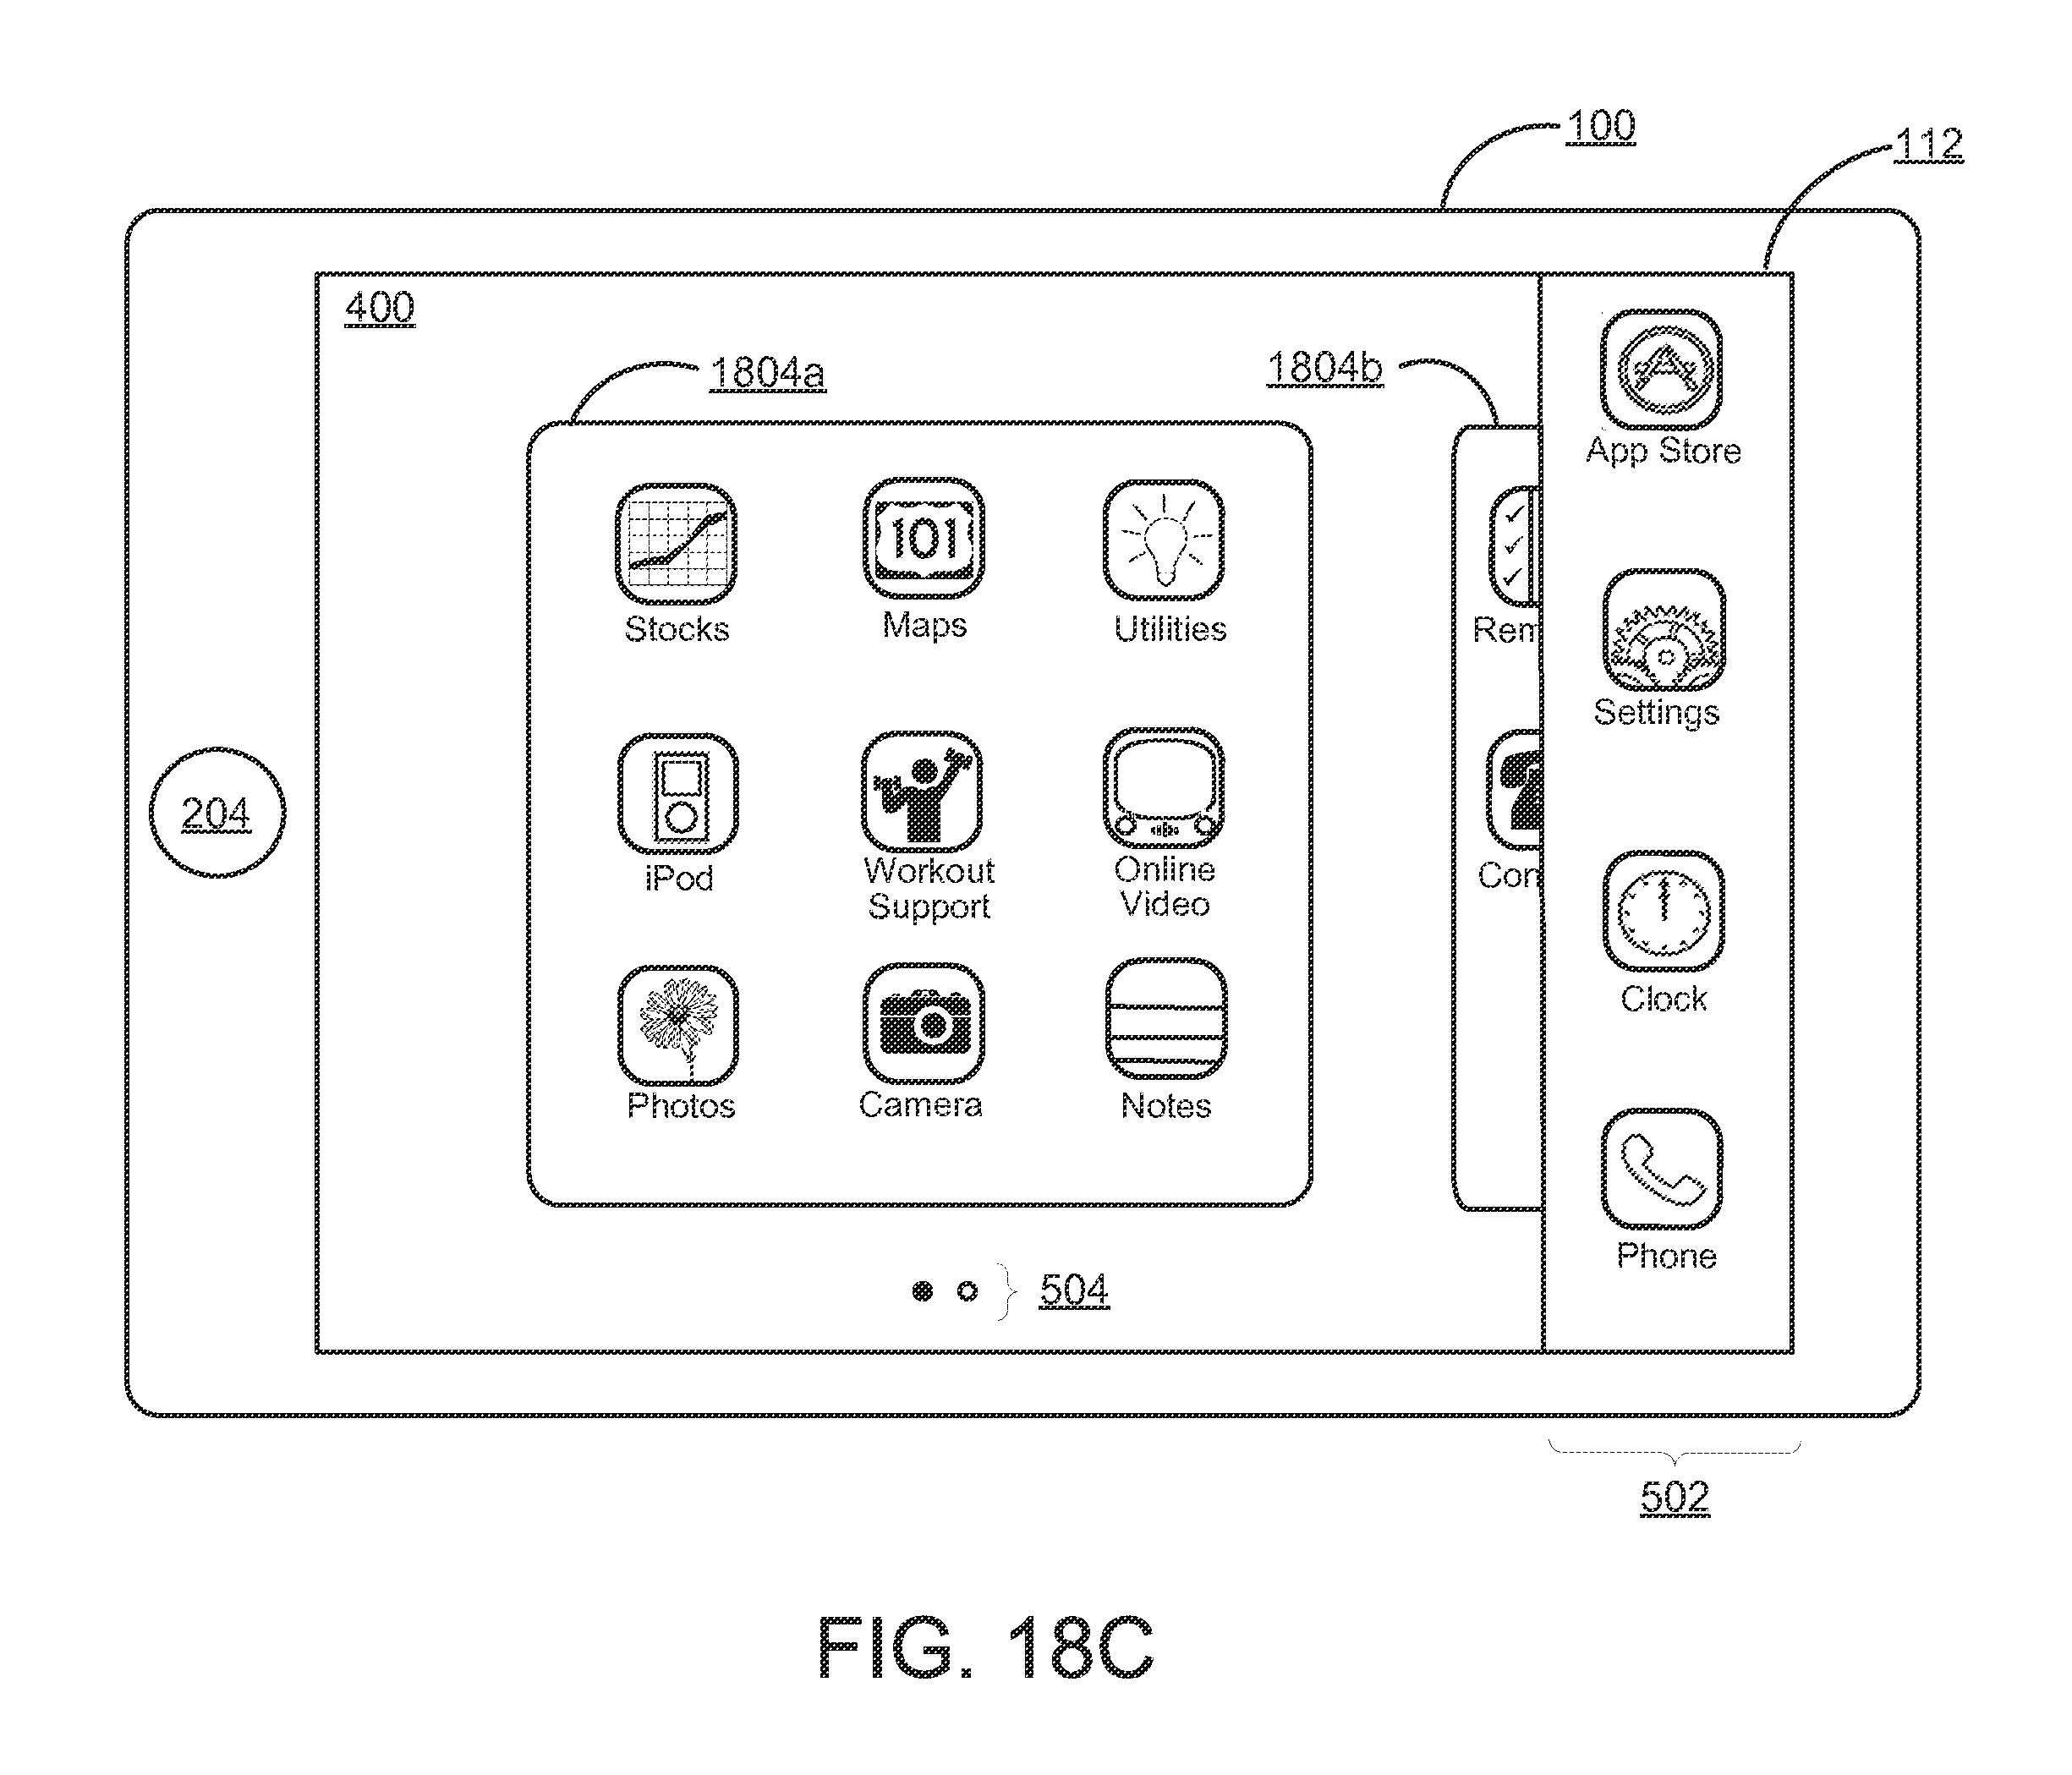 100
112
400
1804a
1804b
App Store
101
Stocks
Maps
Utilities
Rem
Settings
204
iPod
Workout
Support
Online
Video
Con
Clock
Photos
Camera
Notes
Phone
504
502
FIG. 18C